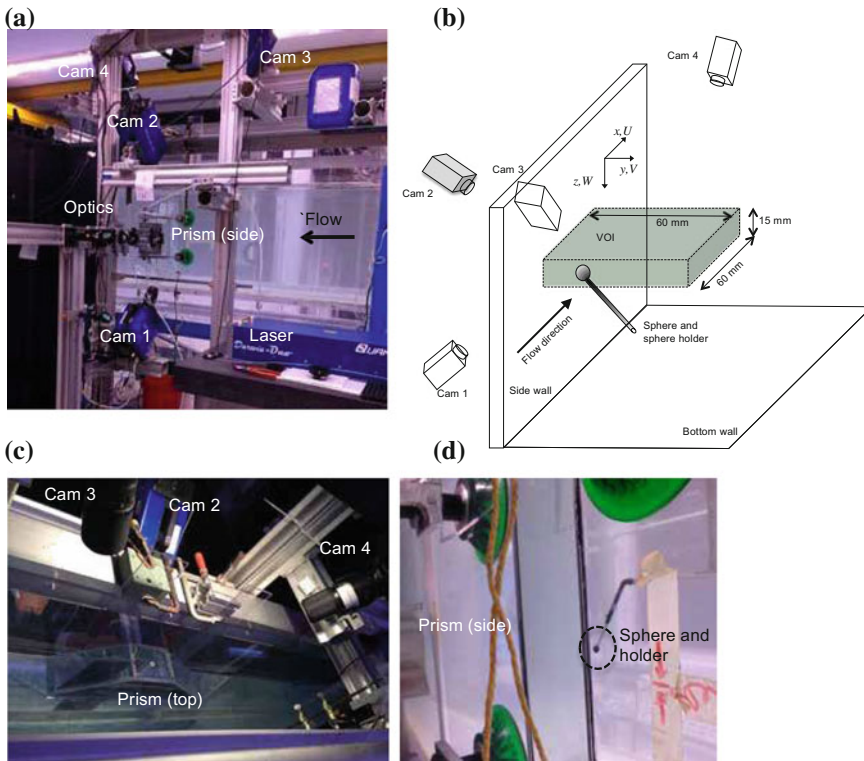 (a)
Cam 4
Cam 3
Cam 2
Optics
Prism (side)
`Flow
Cam 1
Laser
(b)
Cam 4
x,U
y,V
z,W
Cam 3
Cam 2
60 mm
15 mm
VOI
60 mm
Flow direction
Sphere and
sphere holder
Cam 1
Side wall
Bottom wall
(c)
Cam 3
Cam 2
Cam 4
Prism (top)
(d)
Prism (side)
Sphere and
holder